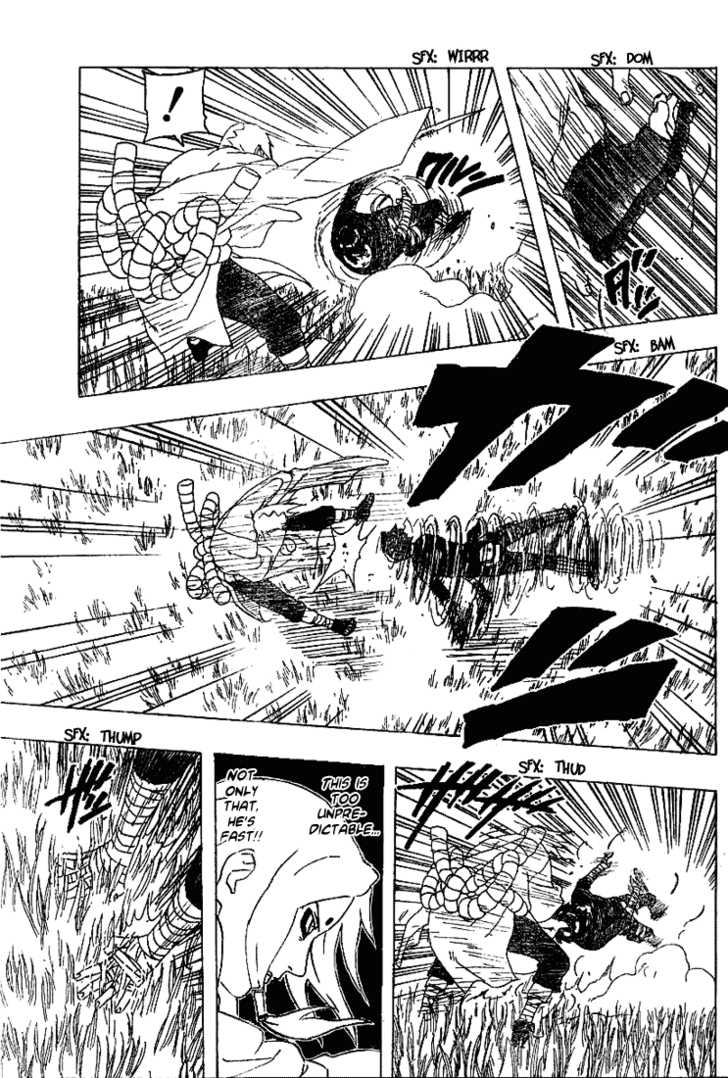 SFX: DOM
SFX: WIRRR
!
SFX: BAM
SFX: THUD
THIS IS
TOO
UNPRE-
DICTABLE...
NOT
ONLY
THAT,
HE'S
FAST!!
SFX: THUMP